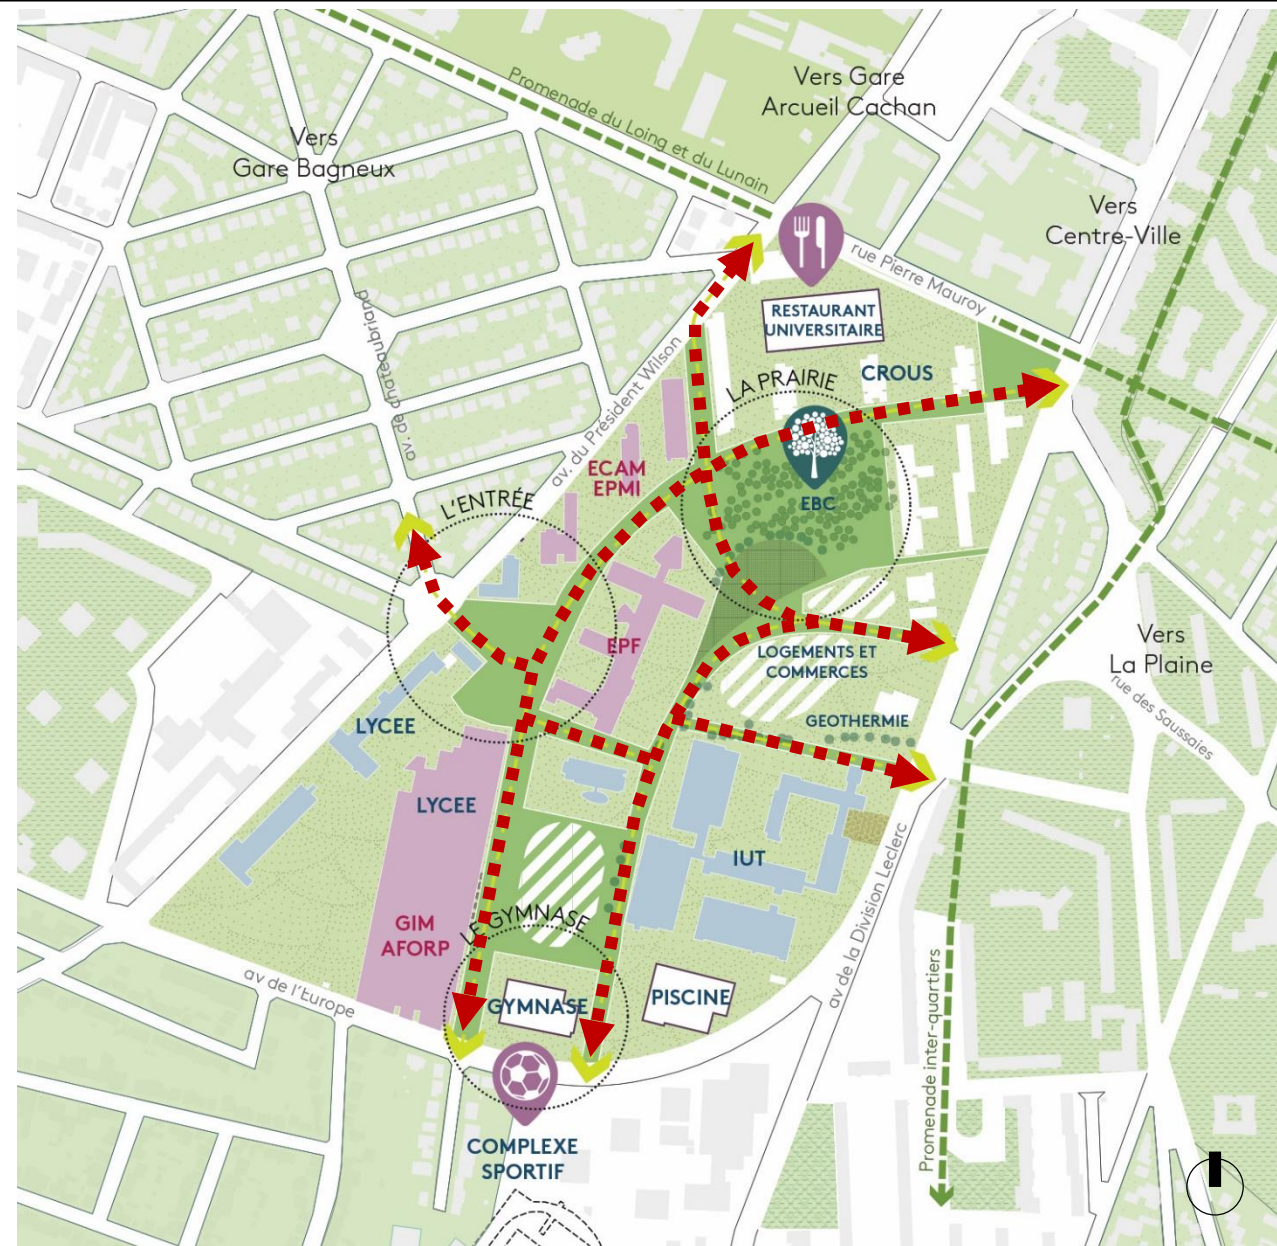 Promenade du Loing et du Lunain
Vers Gare
Arcueil Cachan
Vers
Gare Bagneux
Vers
Centre-Ville
rue Pierre Mauroy
RESTAURANT
UNIVERSITAIRE
av. de chateaubriand
av. du Président Wilson
LA PRAIRIE
CROUS
ECAM
EPMI
L'ENTRÉE
EBC
EPF
LOGEMENTS ET
COMMERCES
Vers
La Plaine
rue des Saussaies
GEOTHERMIE
LYCEE
LYCEE
IUT
av de la Division Leclerc
GIM
AFORP
LE GYMNASE
av de l'Europe
GYMNASE
PISCINE
Promenade inter-quartiers
COMPLEXE
SPORTIF